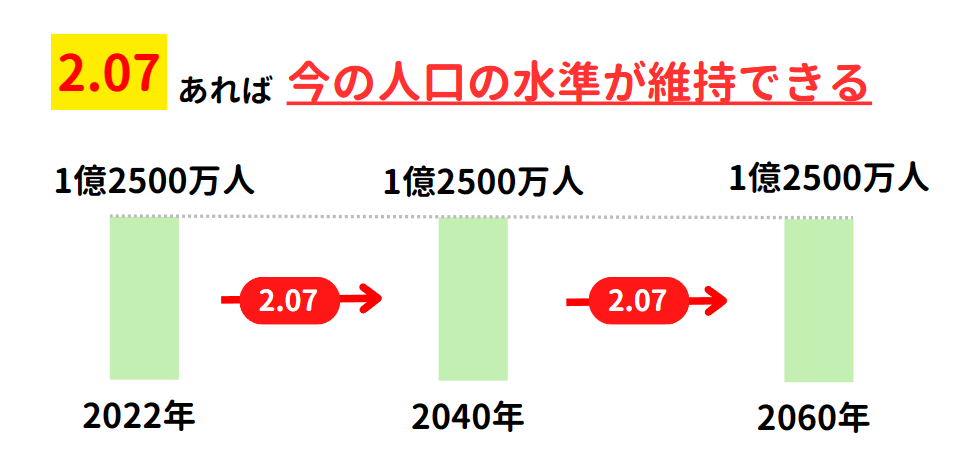 2.07 あれば 今の人口の水準が維持できる
1億2500万人 1億2500万人 1億2500万人
2.07 2.07
2022年 2040年 2060年